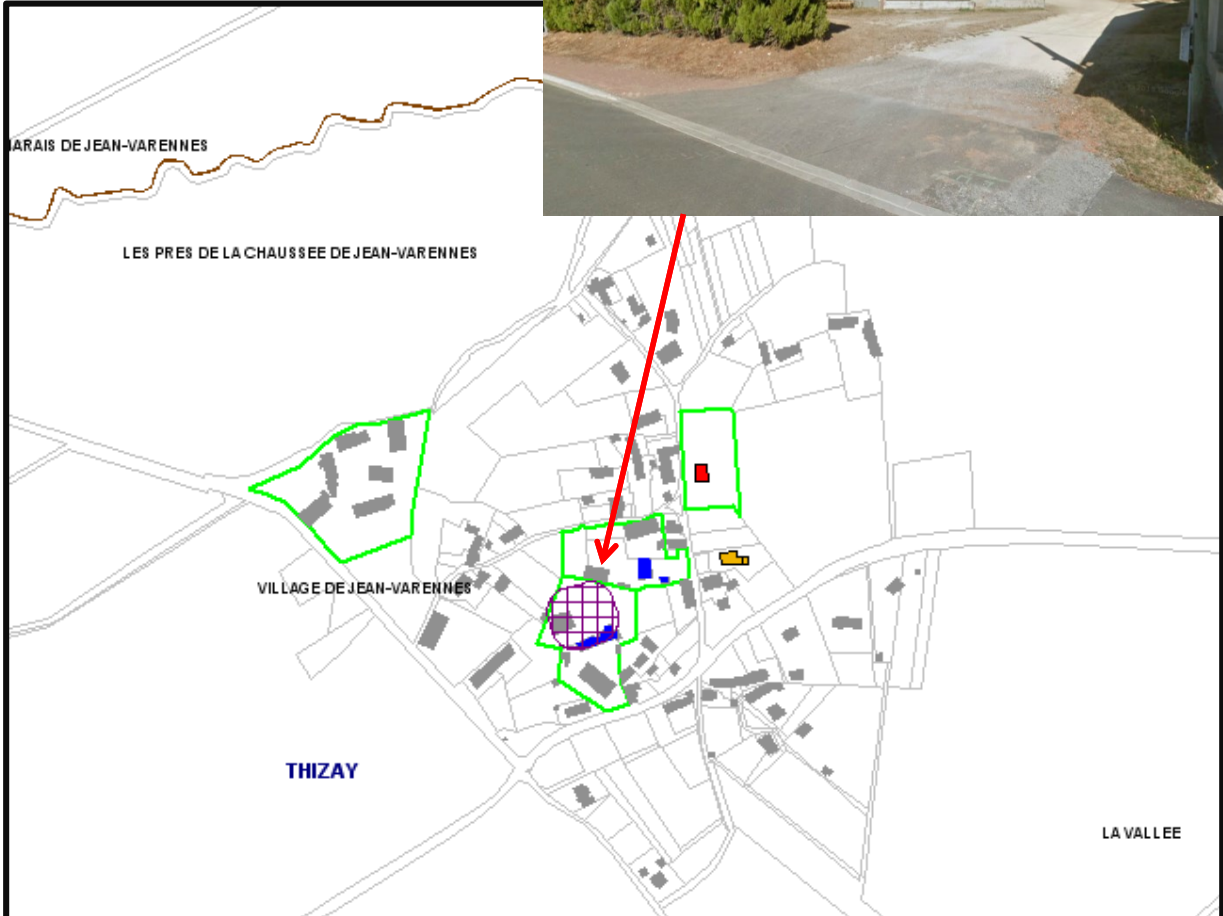 ARAIS DE JEAN-VARENNES
LES PRES DE LA CHAUSSEE DE JEAN-VARENNES
VILLAGE DE JEAN-VARENNES
THIZAY
LA VALLEE